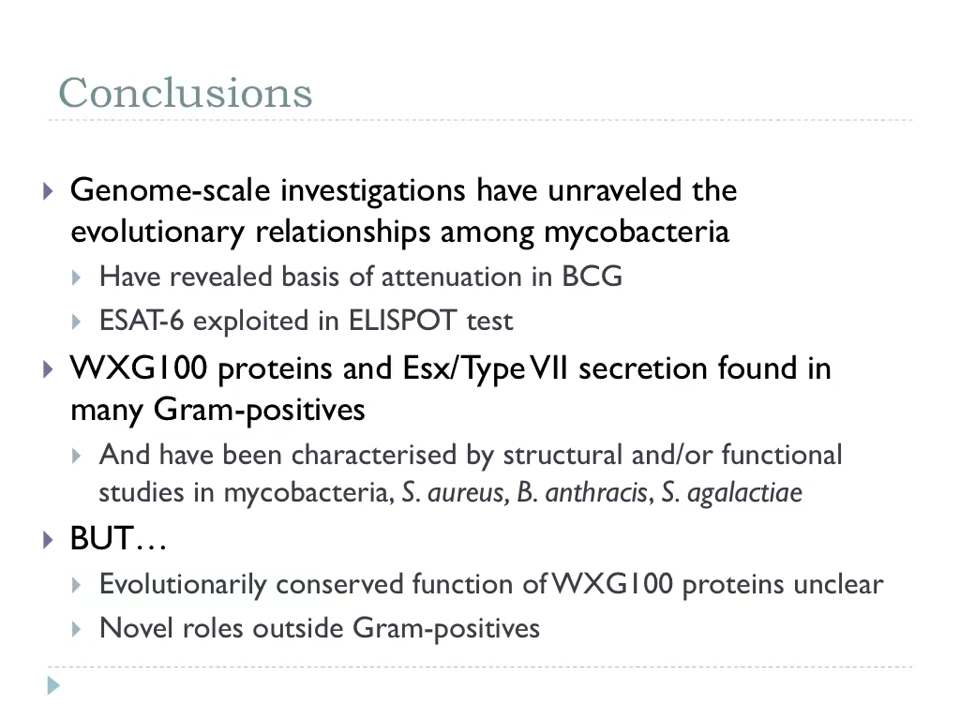 Conclusions
Genome-scale investigations have unraveled the
evolutionary relationships among mycobacteria
Have revealed basis of attenuation in BCG
ESAT-6 exploited in ELISPOT test
WXG100 proteins and Esx/Type VII secretion found in
many Gram-positives
And have been characterised by structural and/or functional
studies in mycobacteria, S. aureus, B. anthracis, S. agalactiae
BUT…
Evolutionarily conserved function of WXG100 proteins unclear
Novel roles outside Gram-positives